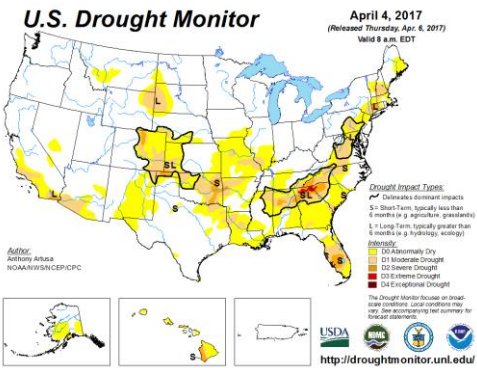 U.S. Drought Monitor
April 4, 2017
(Released Thursday, Apr. 6, 2017)
Valid 8 a.m. EDT
L
SL
S
S
S
L
L
SL
S
S
S
S
Drought Impact Types:
Delineates dominant impacts
S = Short-Term, typically less than
6 months (e.g. agriculture, grasslands)
L = Long-Term, typically greater than
6 months (e.g. hydrology, ecology)
Intensity:
D0 Abnormally Dry
D1 Moderate Drought
D2 Severe Drought
D3 Extreme Drought
D4 Exceptional Drought
Author:
Anthony Artusa
NOAA/NWS/NCEP/CPC
The Drought Monitor focuses on broad-
scale conditions. Local conditions may
vary. See accompanying text summary for
forecast statements.
USDA
NDMC
http://droughtmonitor.unl.edu/